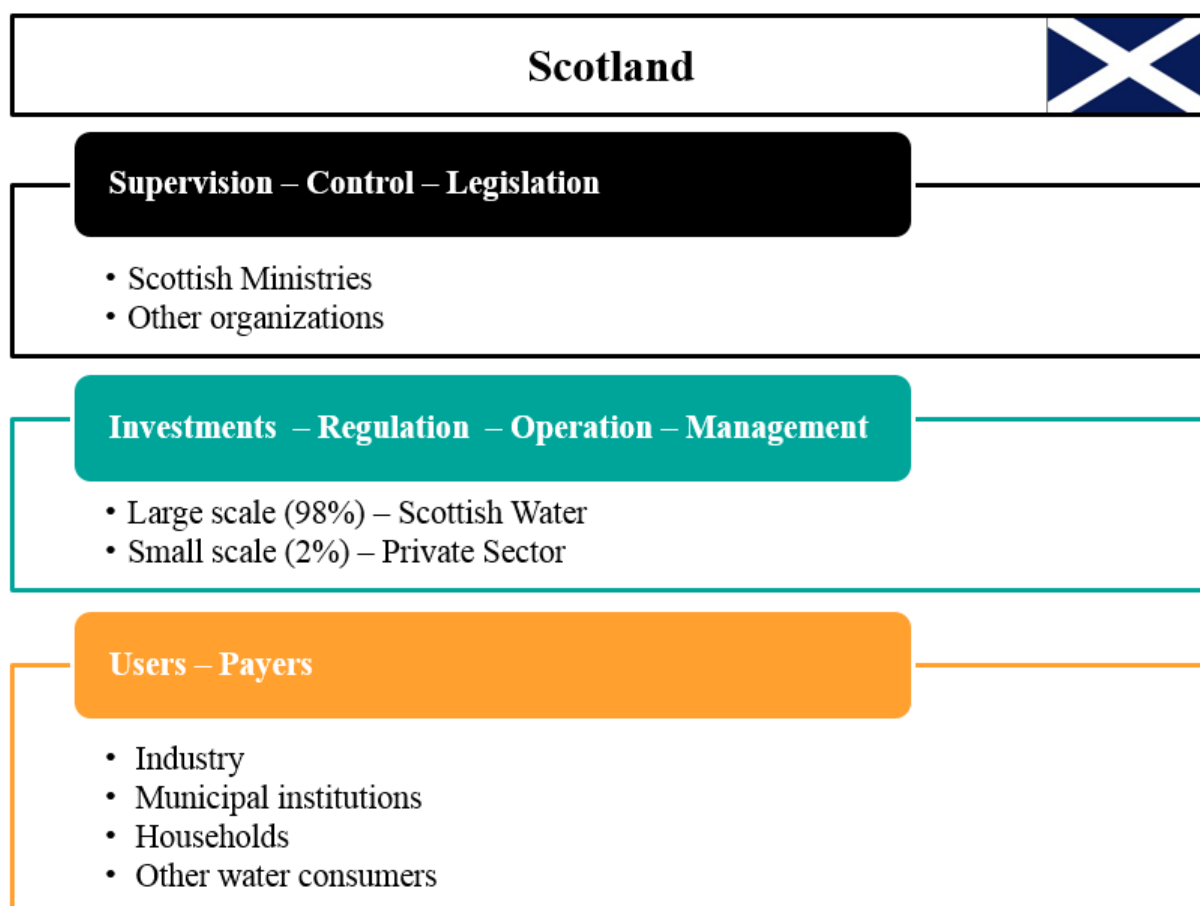 Scotland
Supervision – Control – Legislation
• Scottish Ministries
• Other organizations
Investments – Regulation – Operation – Management
• Large scale (98%) – Scottish Water
• Small scale (2%) – Private Sector
Users – Payers
• Industry
• Municipal institutions
• Households
• Other water consumers